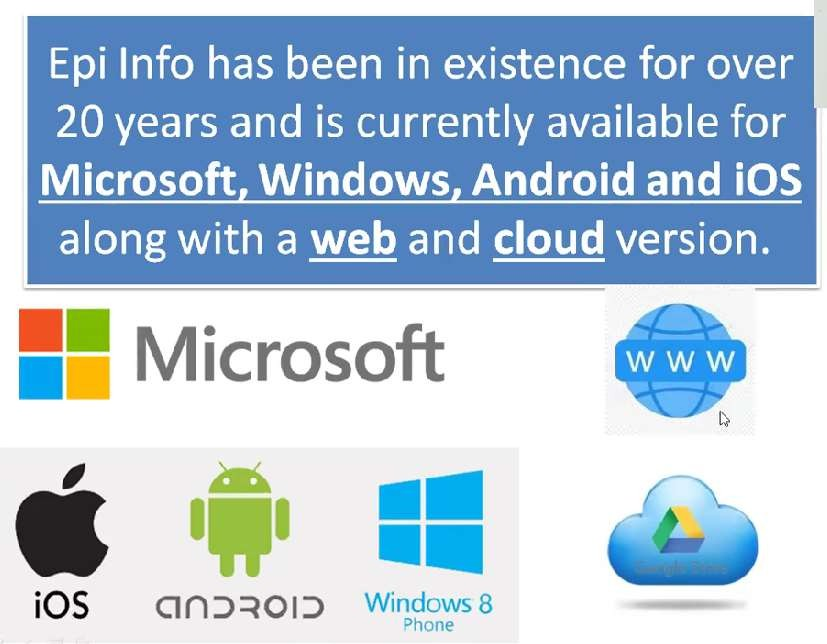 Epi Info has been in existence for over
20 years and is currently available for
Microsoft, Windows, Android and iOS
along with a web and cloud version.
Microsoft
WWW
iOS
ANDROID
Windows 8
Phone
Google Drive